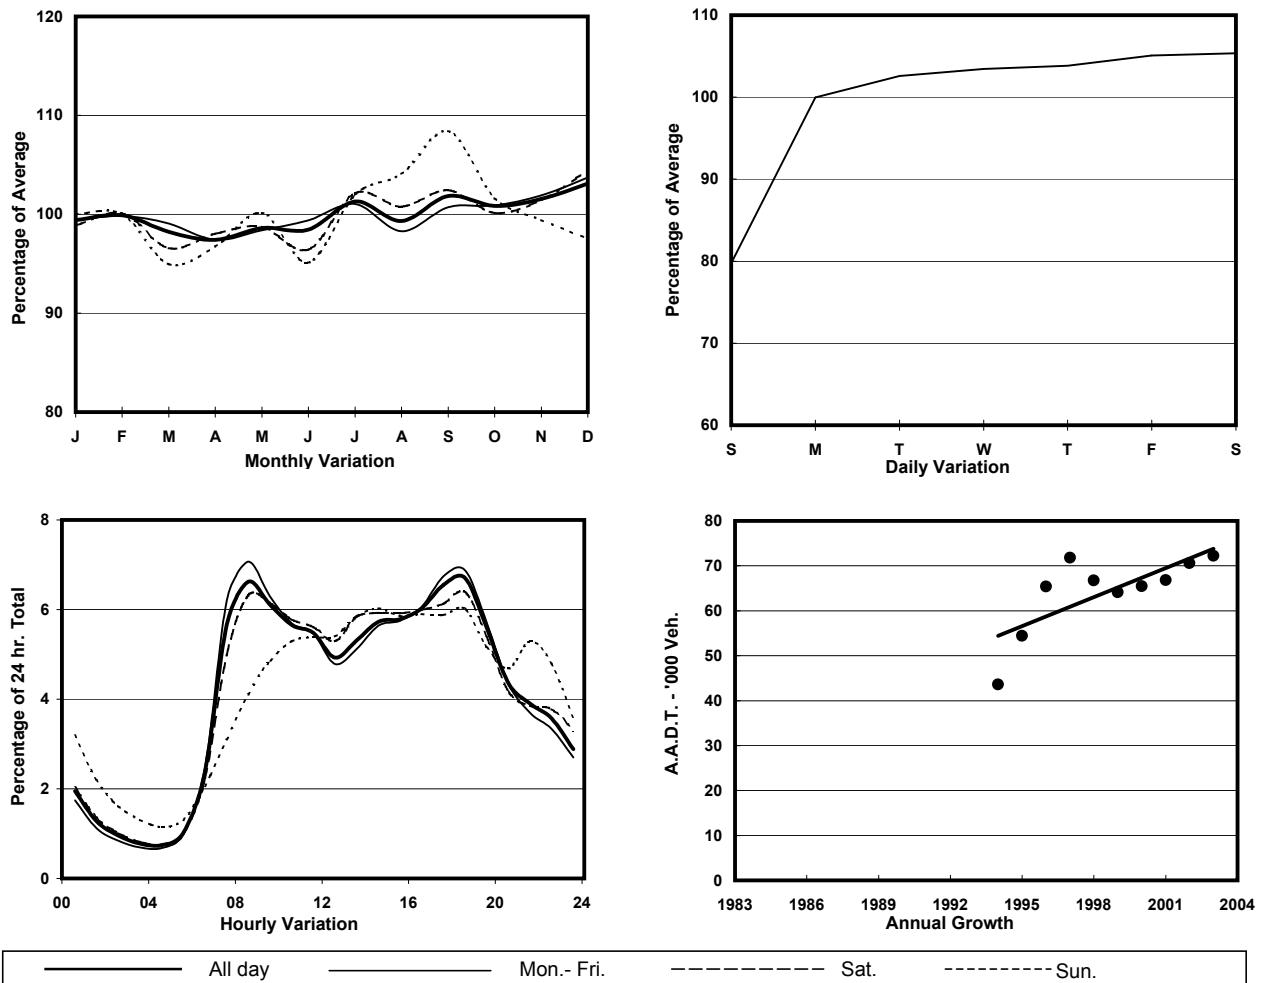 120
110
100
90
80
Percentage of Average
J F M A M J J A S O N D
Monthly Variation
110
100
90
80
70
60
Percentage of Average
S M T W T F S
Daily Variation
8
6
4
2
0
Percentage of 24 hr. Total
00 04 08 12 16 20 24
Hourly Variation
80
70
60
50
40
30
20
10
0
A.A.D.T. - '000 Veh.
1983 1986 1989 1992 1995 1998 2001 2004
Annual Growth
All day Mon.- Fri. Sat. Sun.